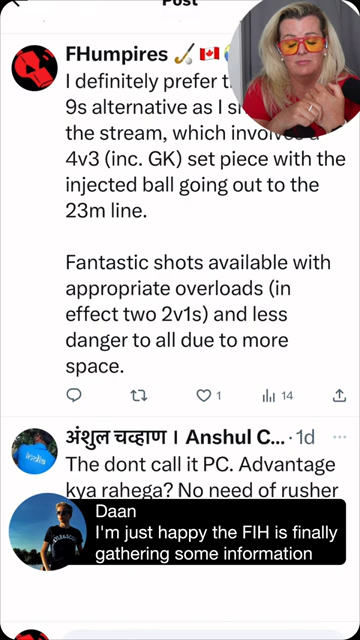 Post
FHumpires
I definitely prefer
9s alternative as I
the stream, which involves a
4v3 (inc. GK) set piece with the
injected ball going out to the
23m line.
Fantastic shots available with
appropriate overloads (in
effect two 2v1s) and less
danger to all due to more
space.
1
14
अंशुल चव्हाण । Anshul C... · 1d
The dont call it PC. Advantage
kya rahega? No need of rusher
Daan
I'm just happy the FIH is finally
gathering some information